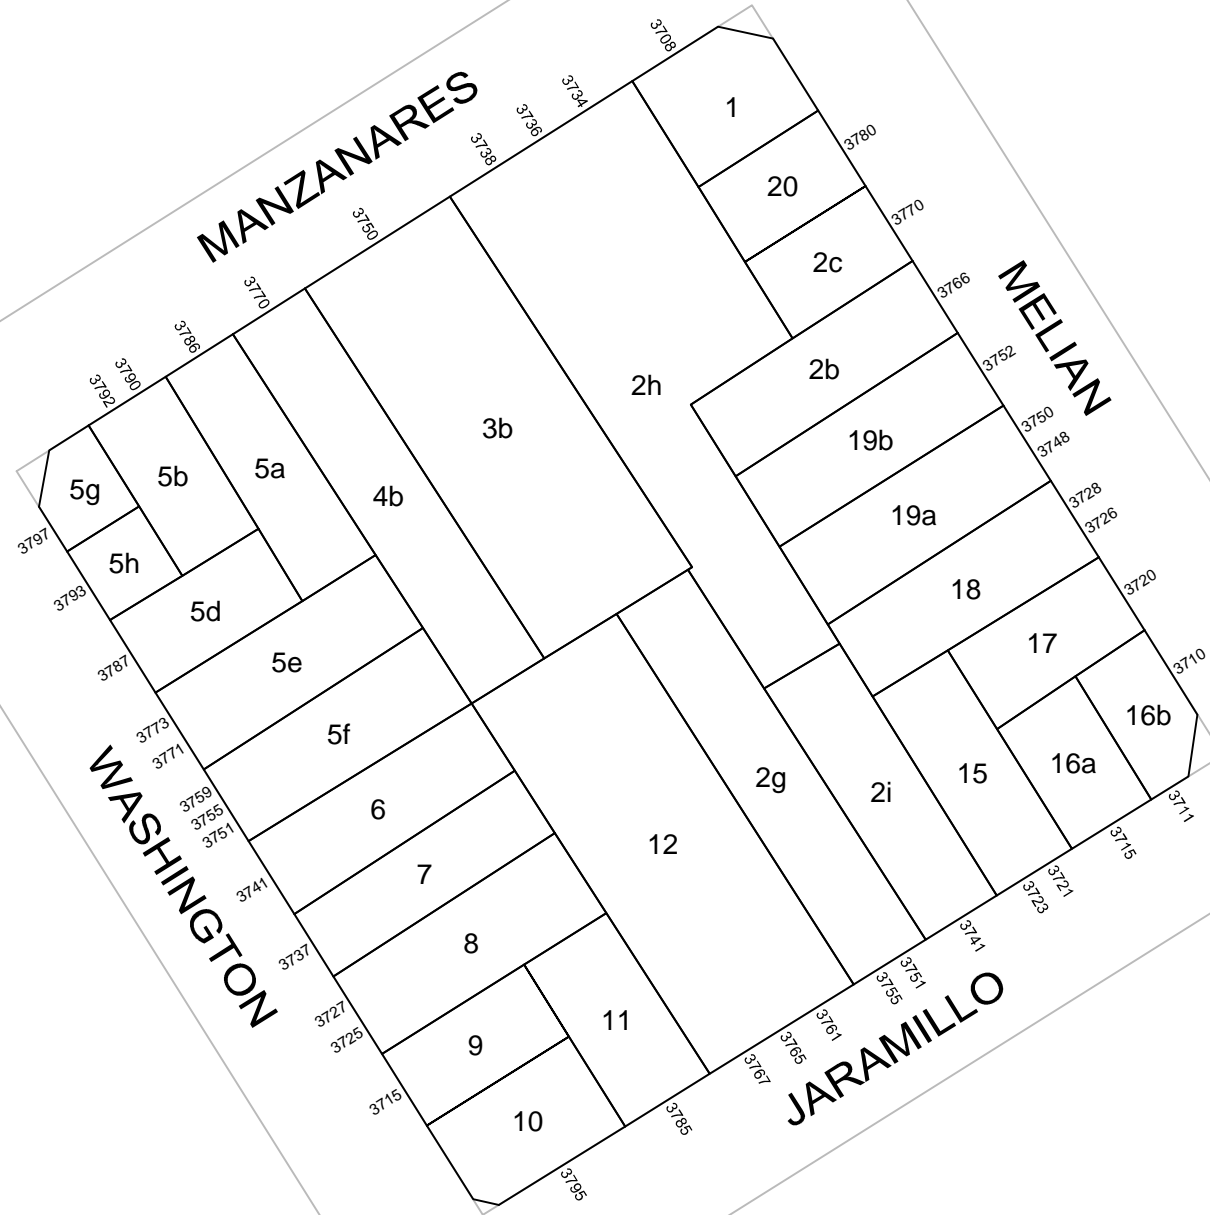 MANZANARES
3708
3734
3736
3738
3750
3770
3786
3790
3792
MELIAN
3780
3770
3766
3752
3750
3748
3728
3726
3720
3710
WASHINGTON
3797
3793
3787
3773
3771
3759
3755
3751
3741
3737
3727
3725
3715
JARAMILLO
3711
3715
3721
3723
3741
3751
3755
3761
3765
3767
3785
3795
1
20
2c
2b
2h
19b
19a
18
17
16b
16a
15
2i
2g
12
3b
4b
5a
5b
5g
5h
5d
5e
5f
6
7
8
9
10
11